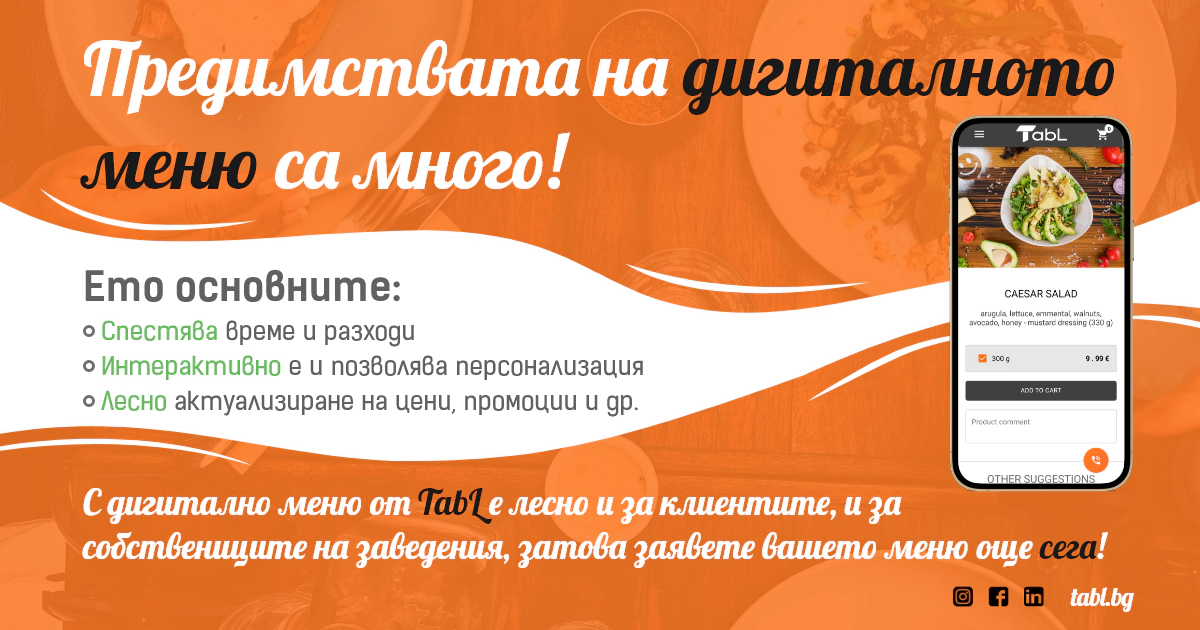 Предимствата на дигиталното
меню са много!
Ето основните:
Спестява време и разходи
Интерактивно е и позволява персонализация
Лесно актуализиране на цени, промоции и др.
TabL
0
CAESAR SALAD
arugula, lettuce, emmental, walnuts,
avocado, honey - mustard dressing (330 g)
300 g 9.99 €
ADD TO CART
Product comment
OTHER SUGGESTIONS
С дигитално меню от TabL е лесно и за клиентите, и за
собствениците на заведения, затова заявете вашето меню още сега!
tabl.bg